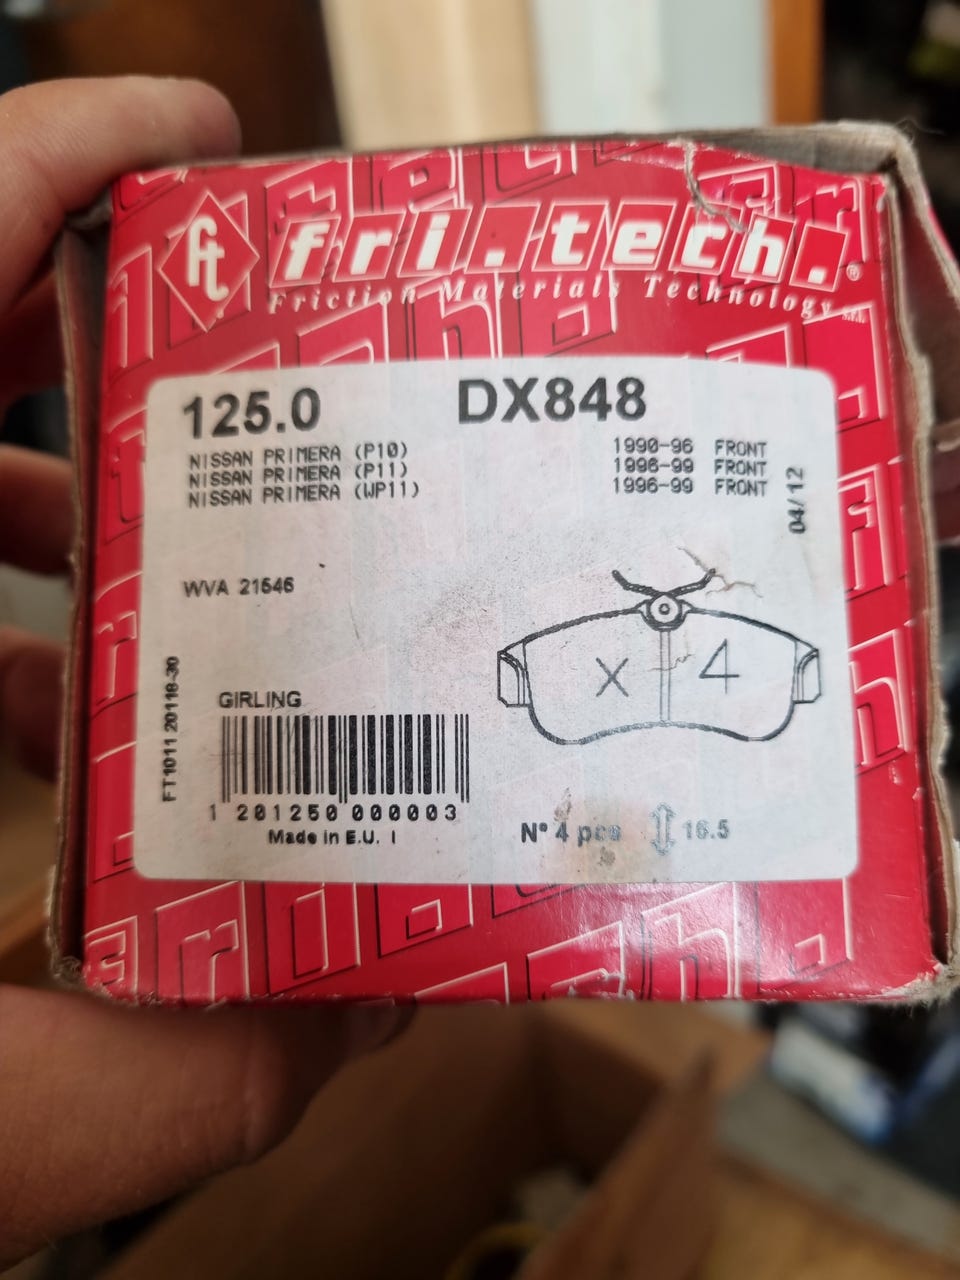 ft fri.tech.®
Friction Materials Technology s.r.l.
125.0 DX848
NISSAN PRIMERA (P10) 1990-96 FRONT
NISSAN PRIMERA (P11) 1996-99 FRONT
NISSAN PRIMERA (WP11) 1996-99 FRONT
04/12
WVA 21546
X 4
FT1011 20118-30
GIRLING
1 201250 000003
Made in E.U. I
N° 4 pcs 16.5